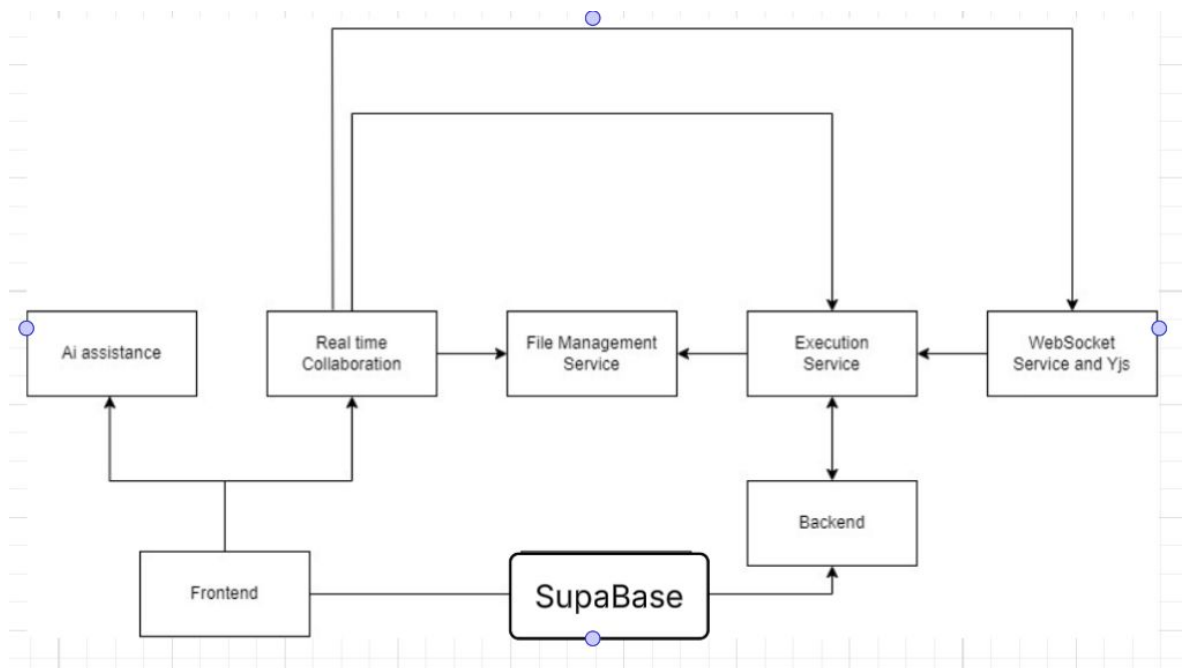 Ai assistance
Real time
Collaboration
File Management
Service
Execution
Service
WebSocket
Service and Yjs
Backend
Frontend
SupaBase